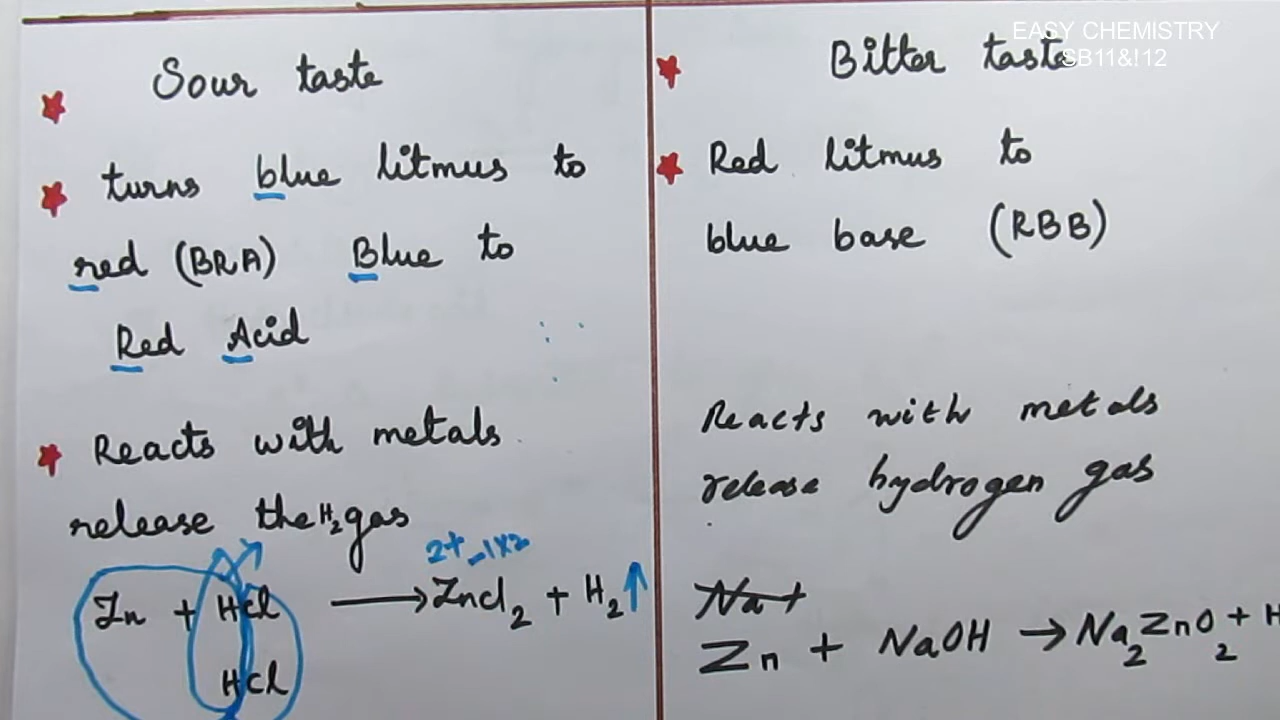 EASY CHEMISTRY
SB11&!12
Sour taste
turns blue litmus to
red (BRA) Blue to
Red Acid
Reacts with metals
release the H₂ gas
2+ -1x2
Zn + HCl → ZnCl₂ + H₂↑
HCl
Bitter taste
Red litmus to
blue base (RBB)
Reacts with metals
release hydrogen gas
Na +
Zn + NaOH → Na₂ZnO₂ + H